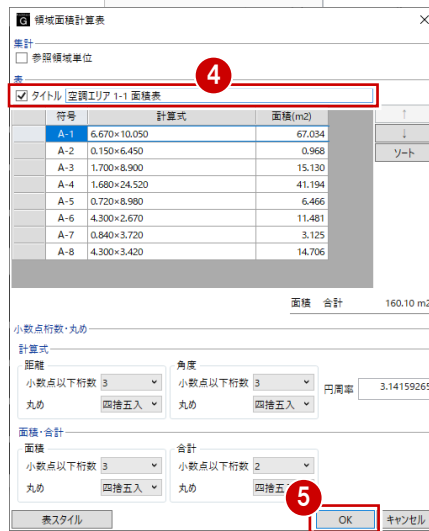 G 領域面積計算表 ×
集計
参照領域単位
4
表
タイトル 空調エリア 1-1 面積表
符号 計算式 面積(m2) ↑
A-1 6.670×10.050 67.034 ↓
A-2 0.150×6.450 0.968 ソート
A-3 1.700×8.900 15.130
A-4 1.680×24.520 41.194
A-5 0.720×8.980 6.466
A-6 4.300×2.670 11.481
A-7 0.840×3.720 3.125
A-8 4.300×3.420 14.706
面積 合計 160.10 m2
小数点桁数・丸め
計算式
距離 角度
小数点以下桁数 3 小数点以下桁数 3 円周率 3.14159265
丸め 四捨五入 丸め 四捨五入
面積・合計
面積 合計
小数点以下桁数 3 小数点以下桁数 2
丸め 四捨五入 丸め 四捨五入
5
表スタイル OK キャンセル